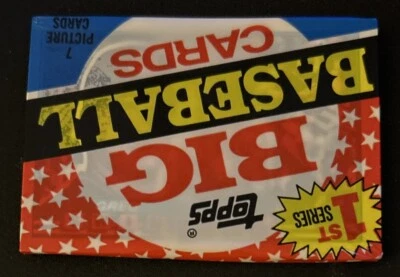 topps®
1ST
SERIES
BIG
BASEBALL
CARDS
7
PICTURE
CARDS